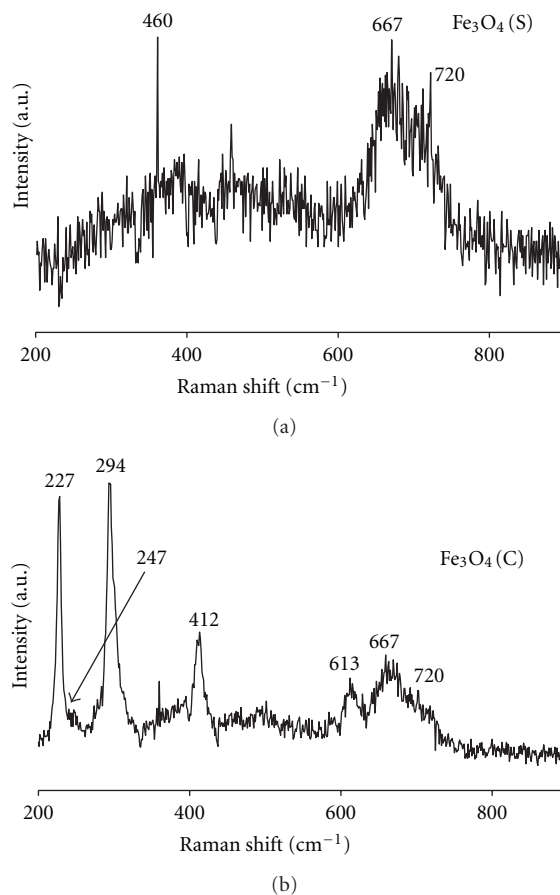 460
667
Fe₃O₄ (S)
720
Intensity (a.u.)
200 400 600 800
Raman shift (cm⁻¹)
(a)
227
294
247
Fe₃O₄ (C)
412
613
667
720
Intensity (a.u.)
200 400 600 800
Raman shift (cm⁻¹)
(b)